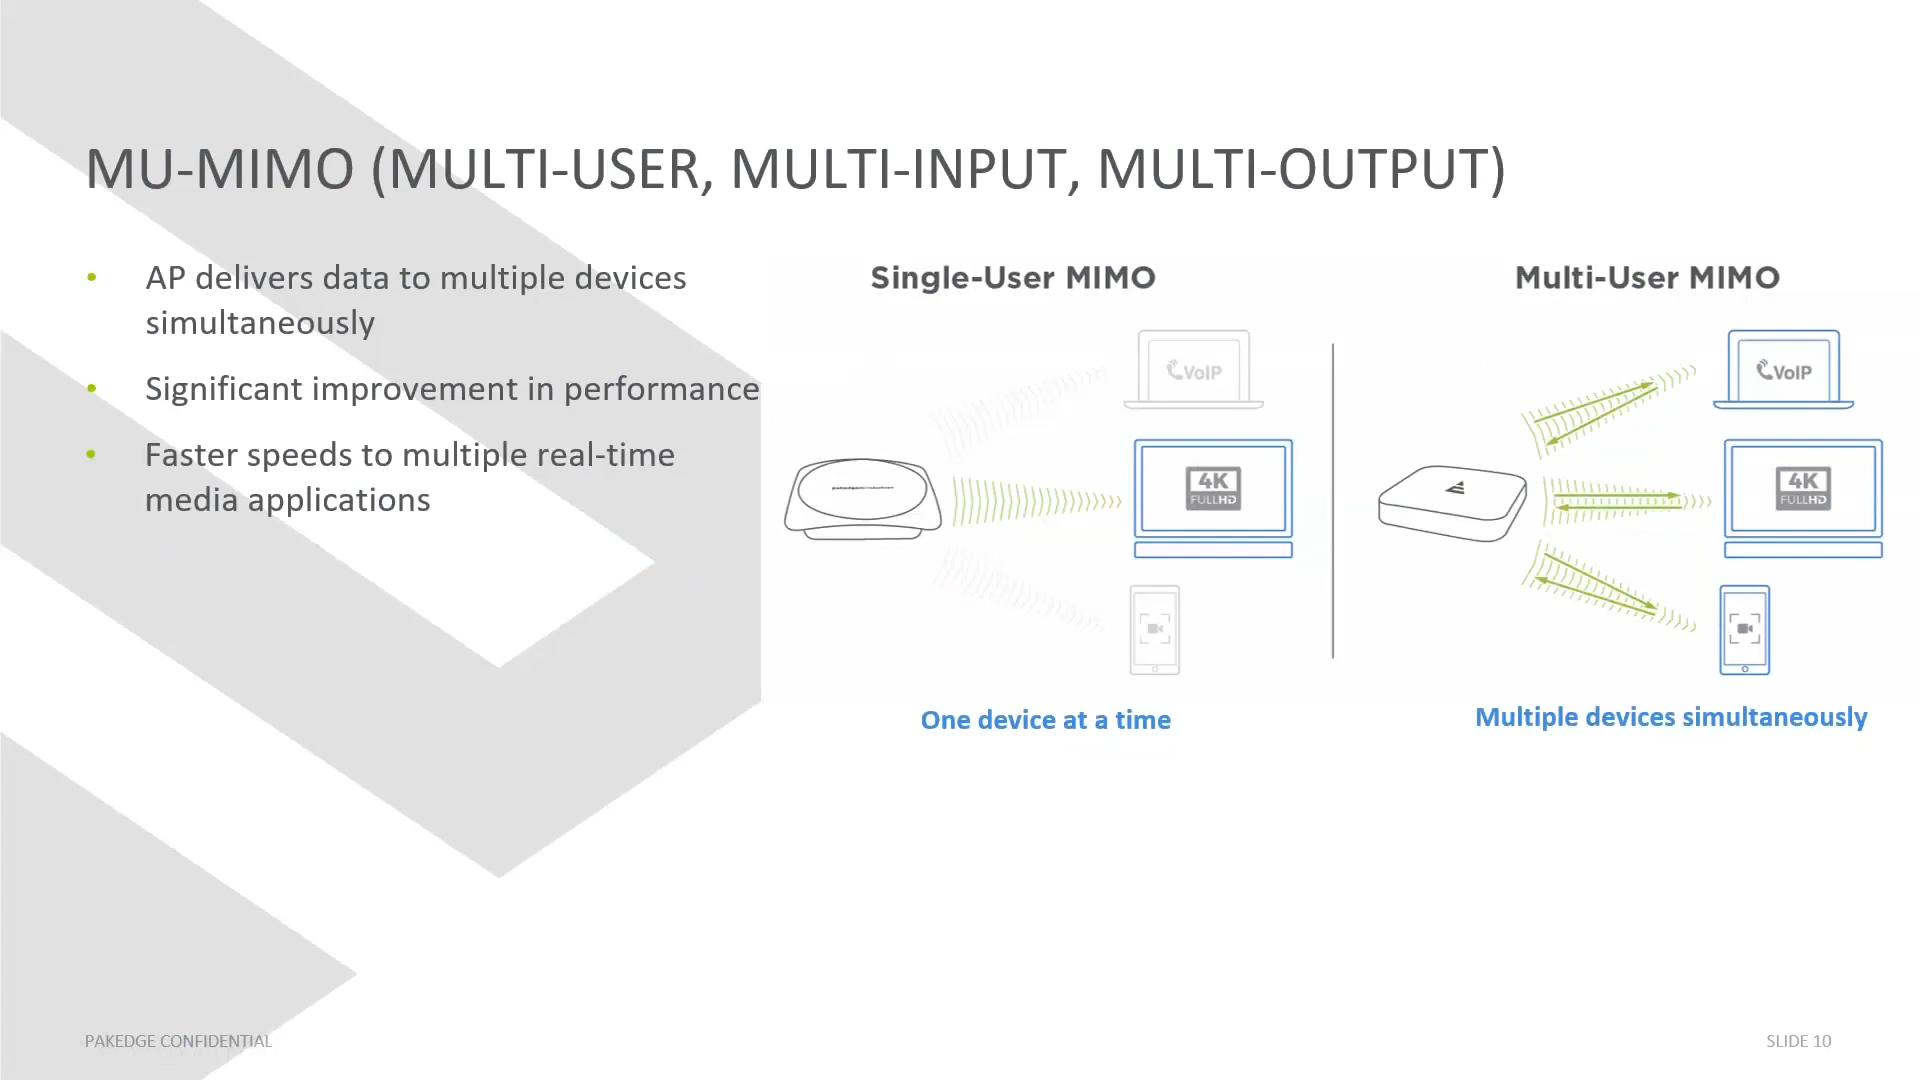 MU-MIMO (MULTI-USER, MULTI-INPUT, MULTI-OUTPUT)
• AP delivers data to multiple devices
simultaneously
• Significant improvement in performance
• Faster speeds to multiple real-time
media applications
Single-User MIMO
VoIP
4K
FULLHD
One device at a time
Multi-User MIMO
VoIP
4K
FULLHD
Multiple devices simultaneously
PAKEDGE CONFIDENTIAL
SLIDE 10